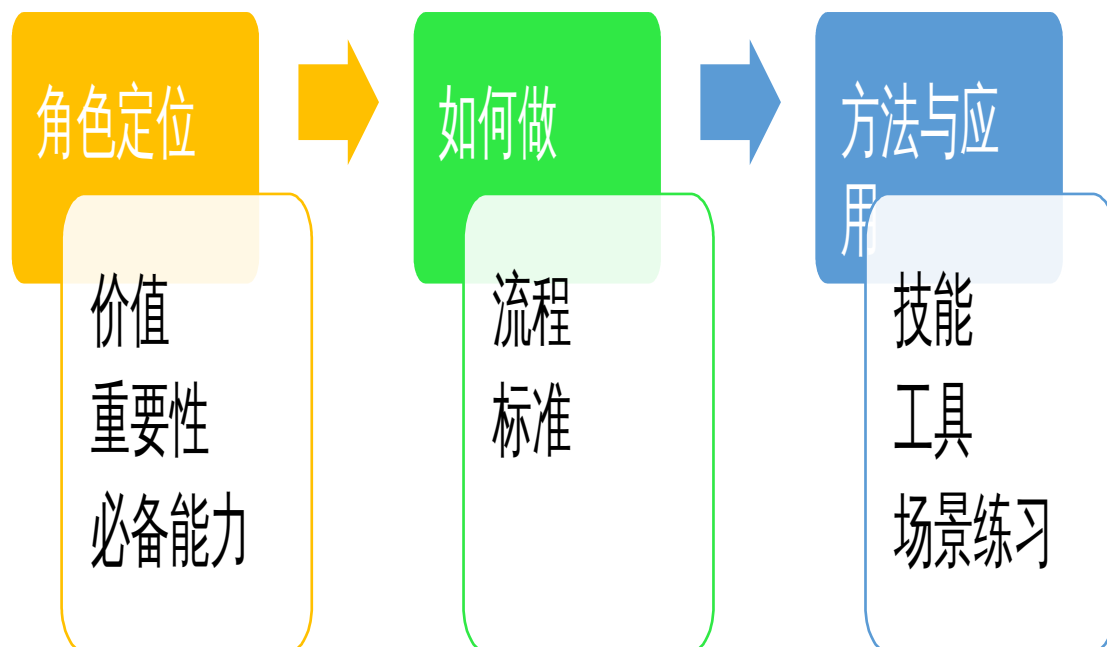 角色定位
价值
重要性
必备能力
如何做
流程
标准
方法与应
用
技能
工具
场景练习